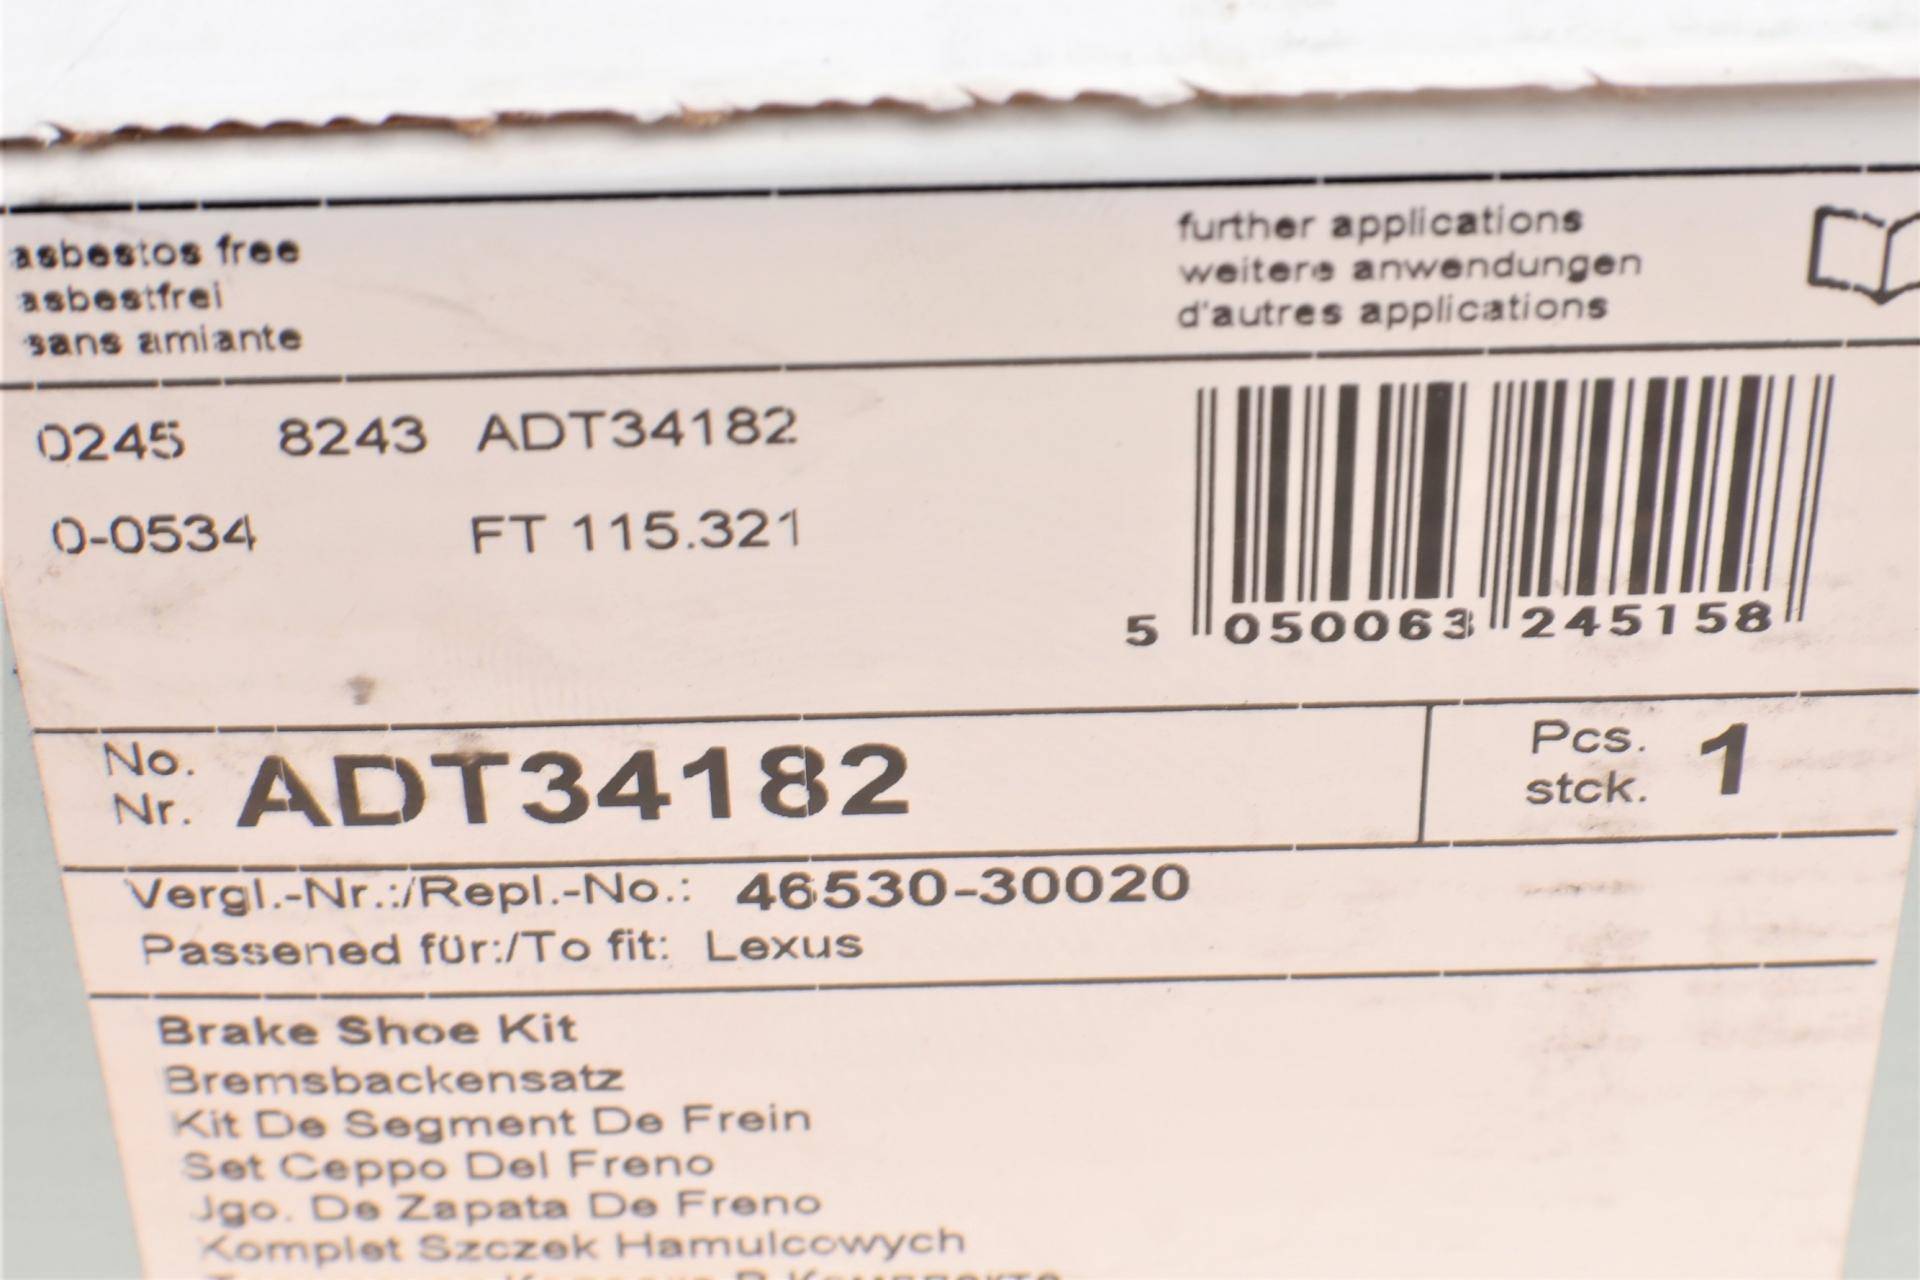 asbestos free
asbestfrei
sans amiante
further applications
weitere anwendungen
d'autres applications
0245 8243 ADT34182
0-0534 FT 115.321
5 050063 245158
No.
Nr. ADT34182
Pcs.
stck. 1
Vergl.-Nr.:/Repl.-No.: 46530-30020
Passened für:/To fit: Lexus
Brake Shoe Kit
Bremsbackensatz
Kit De Segment De Frein
Set Ceppo Del Freno
Jgo. De Zapata De Freno
Komplet Szczek Hamulcowych